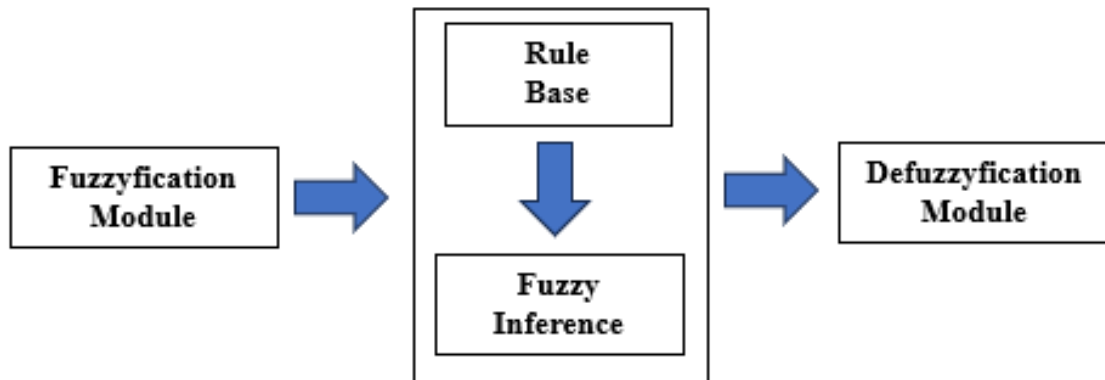 Fuzzyfication
Module
Rule
Base
Fuzzy
Inference
Defuzzyfication
Module